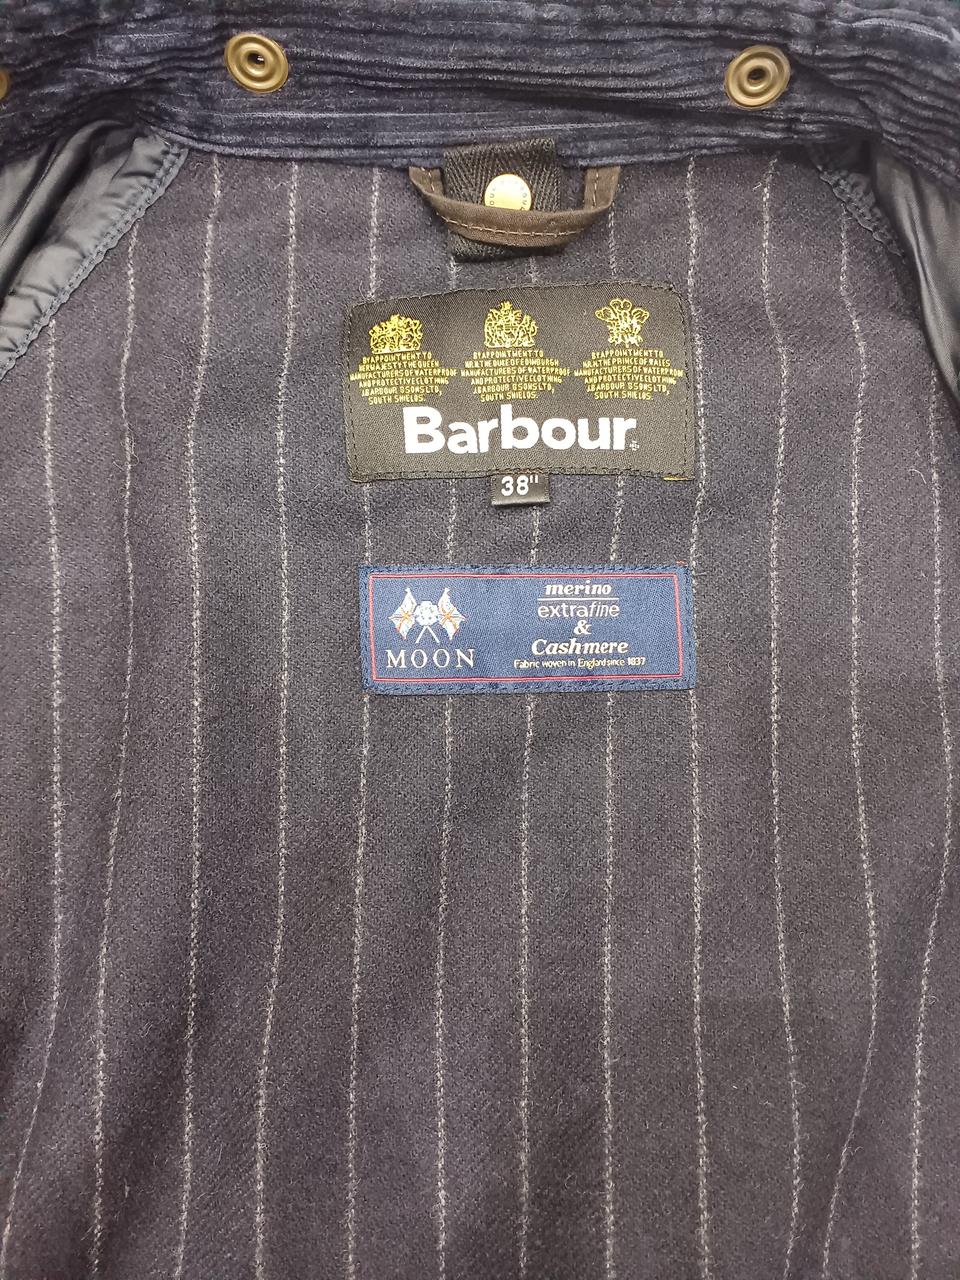 BY APPOINTMENT TO
HER MAJESTY THE QUEEN
MANUFACTURERS OF WATERPROOF
AND PROTECTIVE CLOTHING
J.BARBOUR & SONS LTD,
SOUTH SHIELDS.
BY APPOINTMENT TO
H.R.H. THE DUKE OF EDINBURGH
MANUFACTURERS OF WATERPROOF
AND PROTECTIVE CLOTHING
J.BARBOUR & SONS LTD,
SOUTH SHIELDS.
BY APPOINTMENT TO
H.R.H. THE PRINCE OF WALES
MANUFACTURERS OF WATERPROOF
AND PROTECTIVE CLOTHING
J.BARBOUR & SONS LTD,
SOUTH SHIELDS.
Barbour
38"
MOON
merino
extrafine
&
Cashmere
Fabric woven in England since 1837